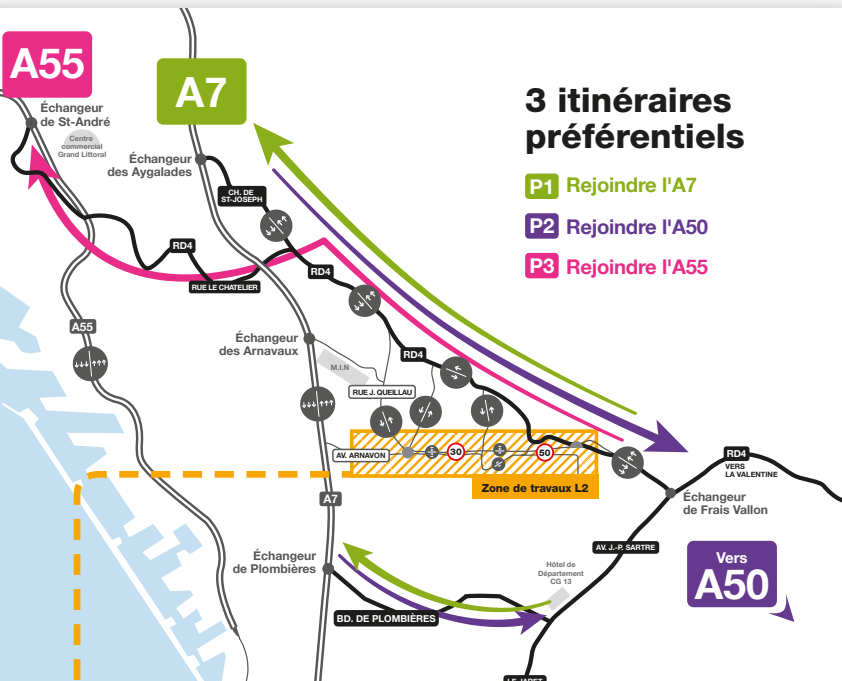 A55
A7
Échangeur
de St-André
Centre
commercial
Grand Littoral
Échangeur
des Aygalades
CH. DE
ST-JOSEPH
3 itinéraires
préférentiels
P1 Rejoindre l'A7
P2 Rejoindre l'A50
P3 Rejoindre l'A55
RD4
RD4
RUE LE CHATELIER
A55
Échangeur
des Arnavaux
M.I.N
RD4
RUE J. QUEILLAU
AV. ARNAVON
30
50
Zone de travaux L2
RD4
VERS
LA VALENTINE
Échangeur
de Frais Vallon
A7
AV. J.-P. SARTRE
Échangeur
de Plombières
Hôtel de
Département
CG 13
Vers
A50
BD. DE PLOMBIÈRES